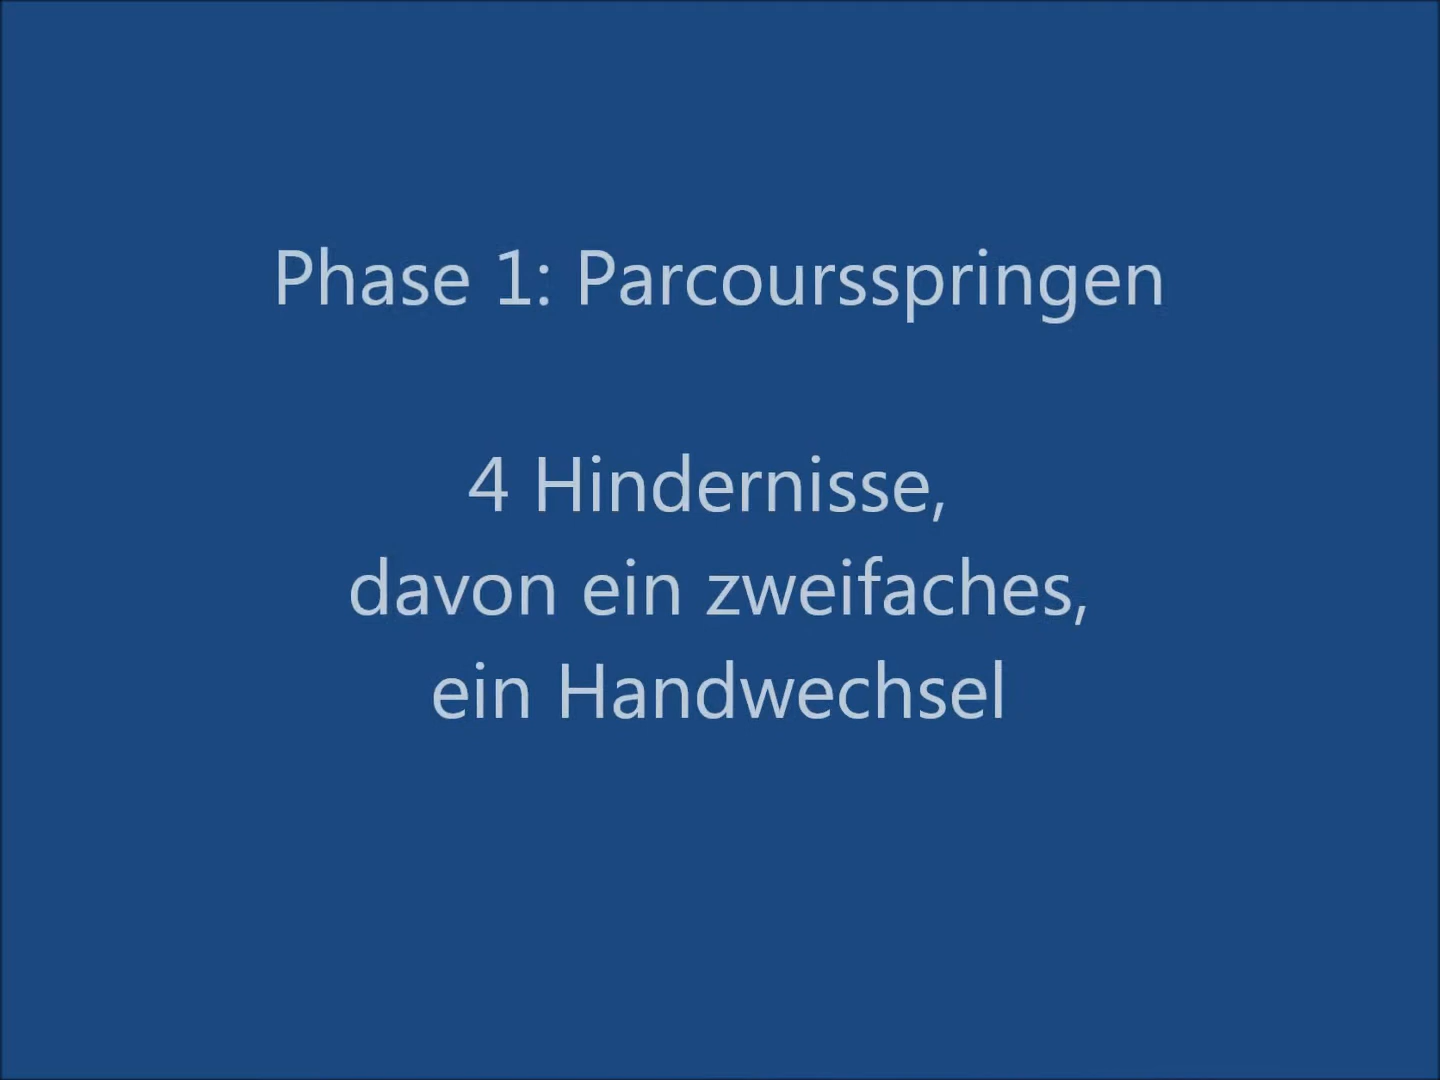 Phase 1: Parcoursspringen
4 Hindernisse,
davon ein zweifaches,
ein Handwechsel